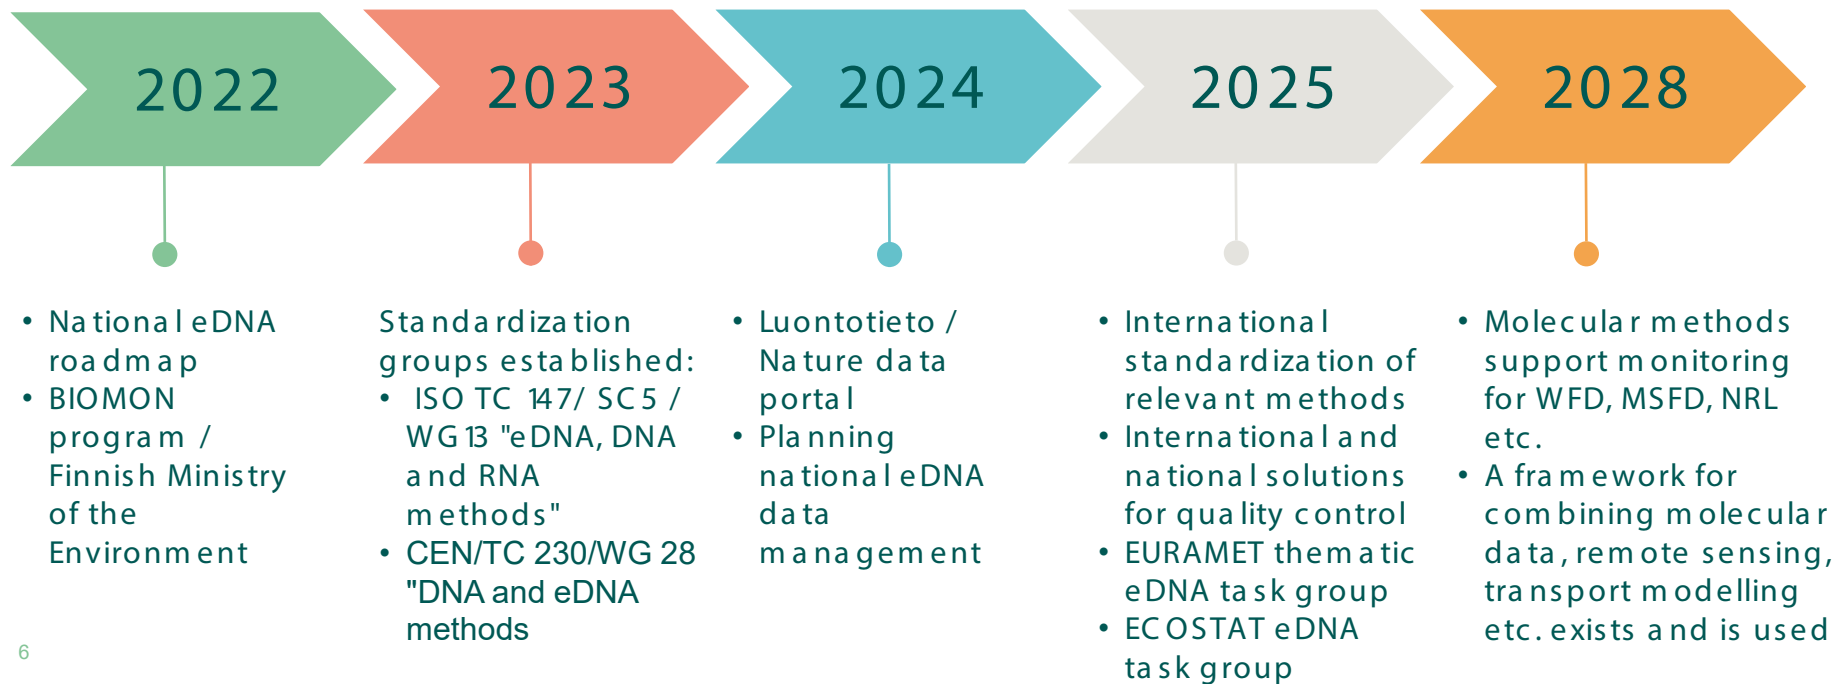 2022
2023
2024
2025
2028
• National eDNA
roadmap
• BIOMON
program /
Finnish Ministry
of the
Environment
Standardization
groups established:
• ISO TC 147/ SC 5 /
WG 13 "eDNA, DNA
and RNA
methods"
• CEN/TC 230/WG 28
"DNA and eDNA
methods
• Luontotieto /
Nature data
portal
• Planning
national eDNA
data
management
• International
standardization of
relevant methods
• International and
national solutions
for quality control
• EURAMET thematic
eDNA task group
• ECOSTAT eDNA
task group
• Molecular methods
support monitoring
for WFD, MSFD, NRL
etc.
• A framework for
combining molecular
data, remote sensing,
transport modelling
etc. exists and is used
6